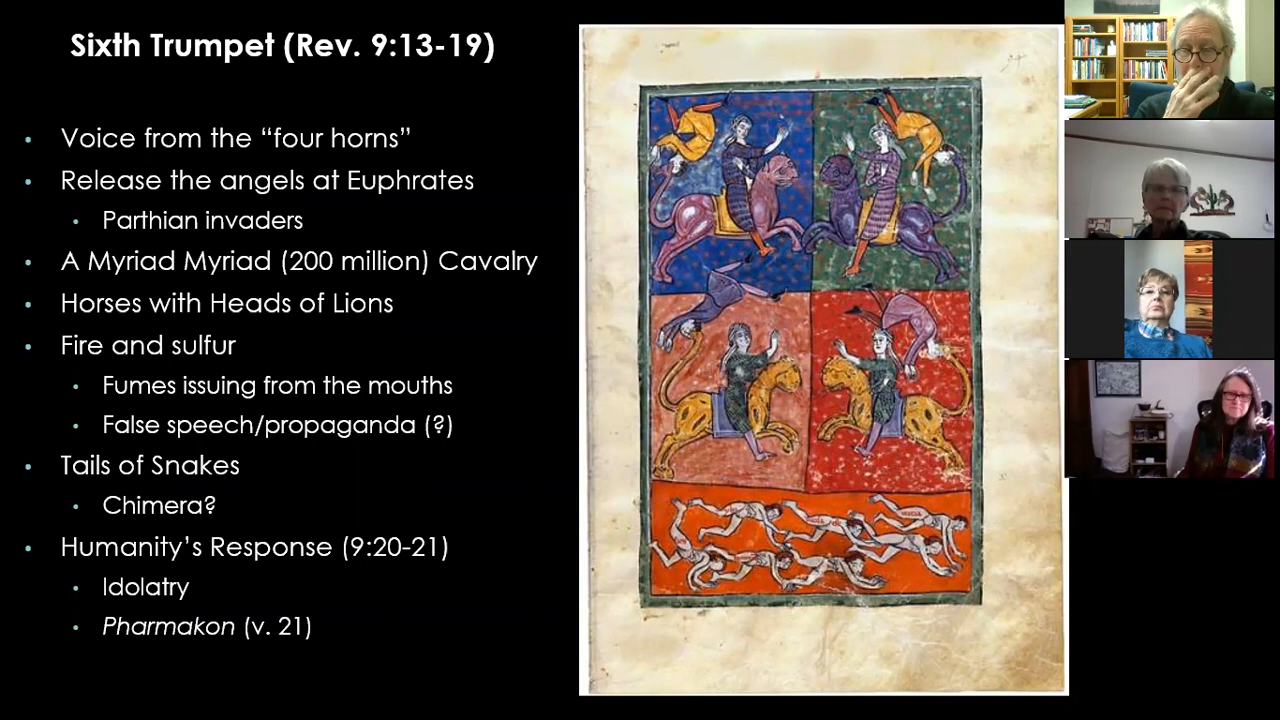 Sixth Trumpet (Rev. 9:13-19)
• Voice from the “four horns”
• Release the angels at Euphrates
• Parthian invaders
• A Myriad Myriad (200 million) Cavalry
• Horses with Heads of Lions
• Fire and sulfur
• Fumes issuing from the mouths
• False speech/propaganda (?)
• Tails of Snakes
• Chimera?
• Humanity’s Response (9:20-21)
• Idolatry
• Pharmakon (v. 21)